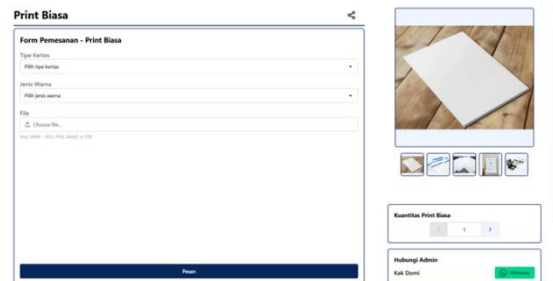 Print Biasa
Form Pemesanan - Print Biasa
Tipe Kertas
Pilih tipe kertas
Jenis Warna
Pilih jenis warna
File
Choose file...
Pesan
Kuantitas Print Biasa
Hubungi Admin
Kak Domi
Whatsapp